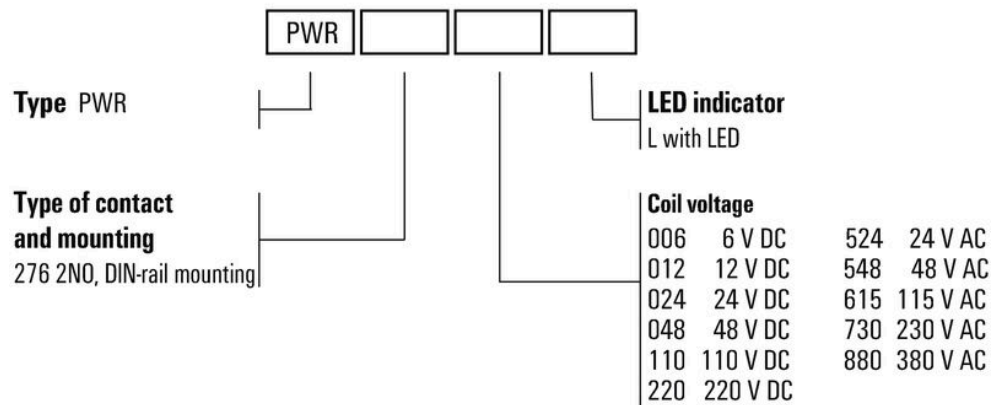 PWR
Type PWR
LED indicator
L with LED
Type of contact
and mounting
276 2NO, DIN-rail mounting
Coil voltage
006 6 V DC 524 24 V AC
012 12 V DC 548 48 V AC
024 24 V DC 615 115 V AC
048 48 V DC 730 230 V AC
110 110 V DC 880 380 V AC
220 220 V DC